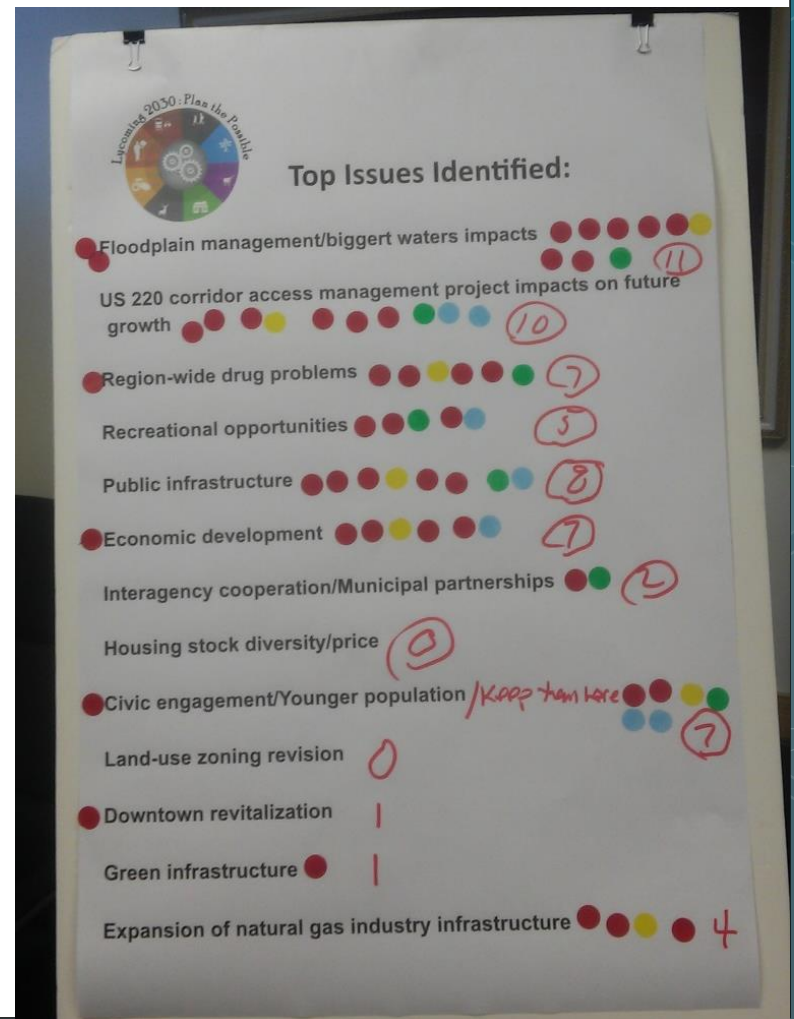 Lycoming 2030: Plan the Possible
Top Issues Identified:
Floodplain management/biggert waters impacts
11
US 220 corridor access management project impacts on future
growth 10
Region-wide drug problems 7
Recreational opportunities 5
Public infrastructure 8
Economic development 7
Interagency cooperation/Municipal partnerships 2
Housing stock diversity/price 0
Civic engagement/Younger population /Keep them here
7
Land-use zoning revision 0
Downtown revitalization 1
Green infrastructure 1
Expansion of natural gas industry infrastructure 4